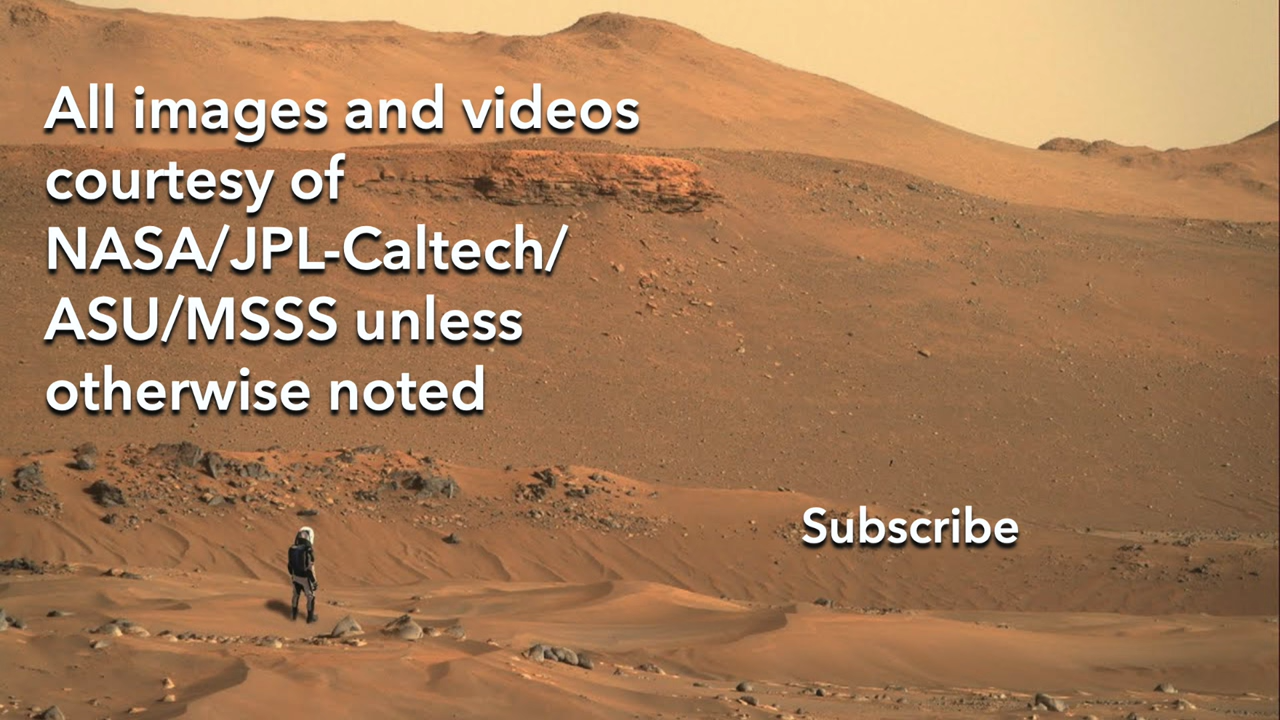 All images and videos
courtesy of
NASA/JPL-Caltech/
ASU/MSSS unless
otherwise noted
Subscribe